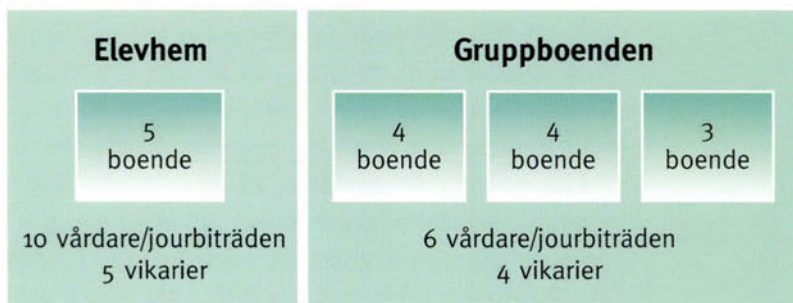 Elevhem
5
boende
10 vårdare/jourbiträden
5 vikarier
Gruppboenden
4
boende
4
boende
3
boende
6 vårdare/jourbiträden
4 vikarier